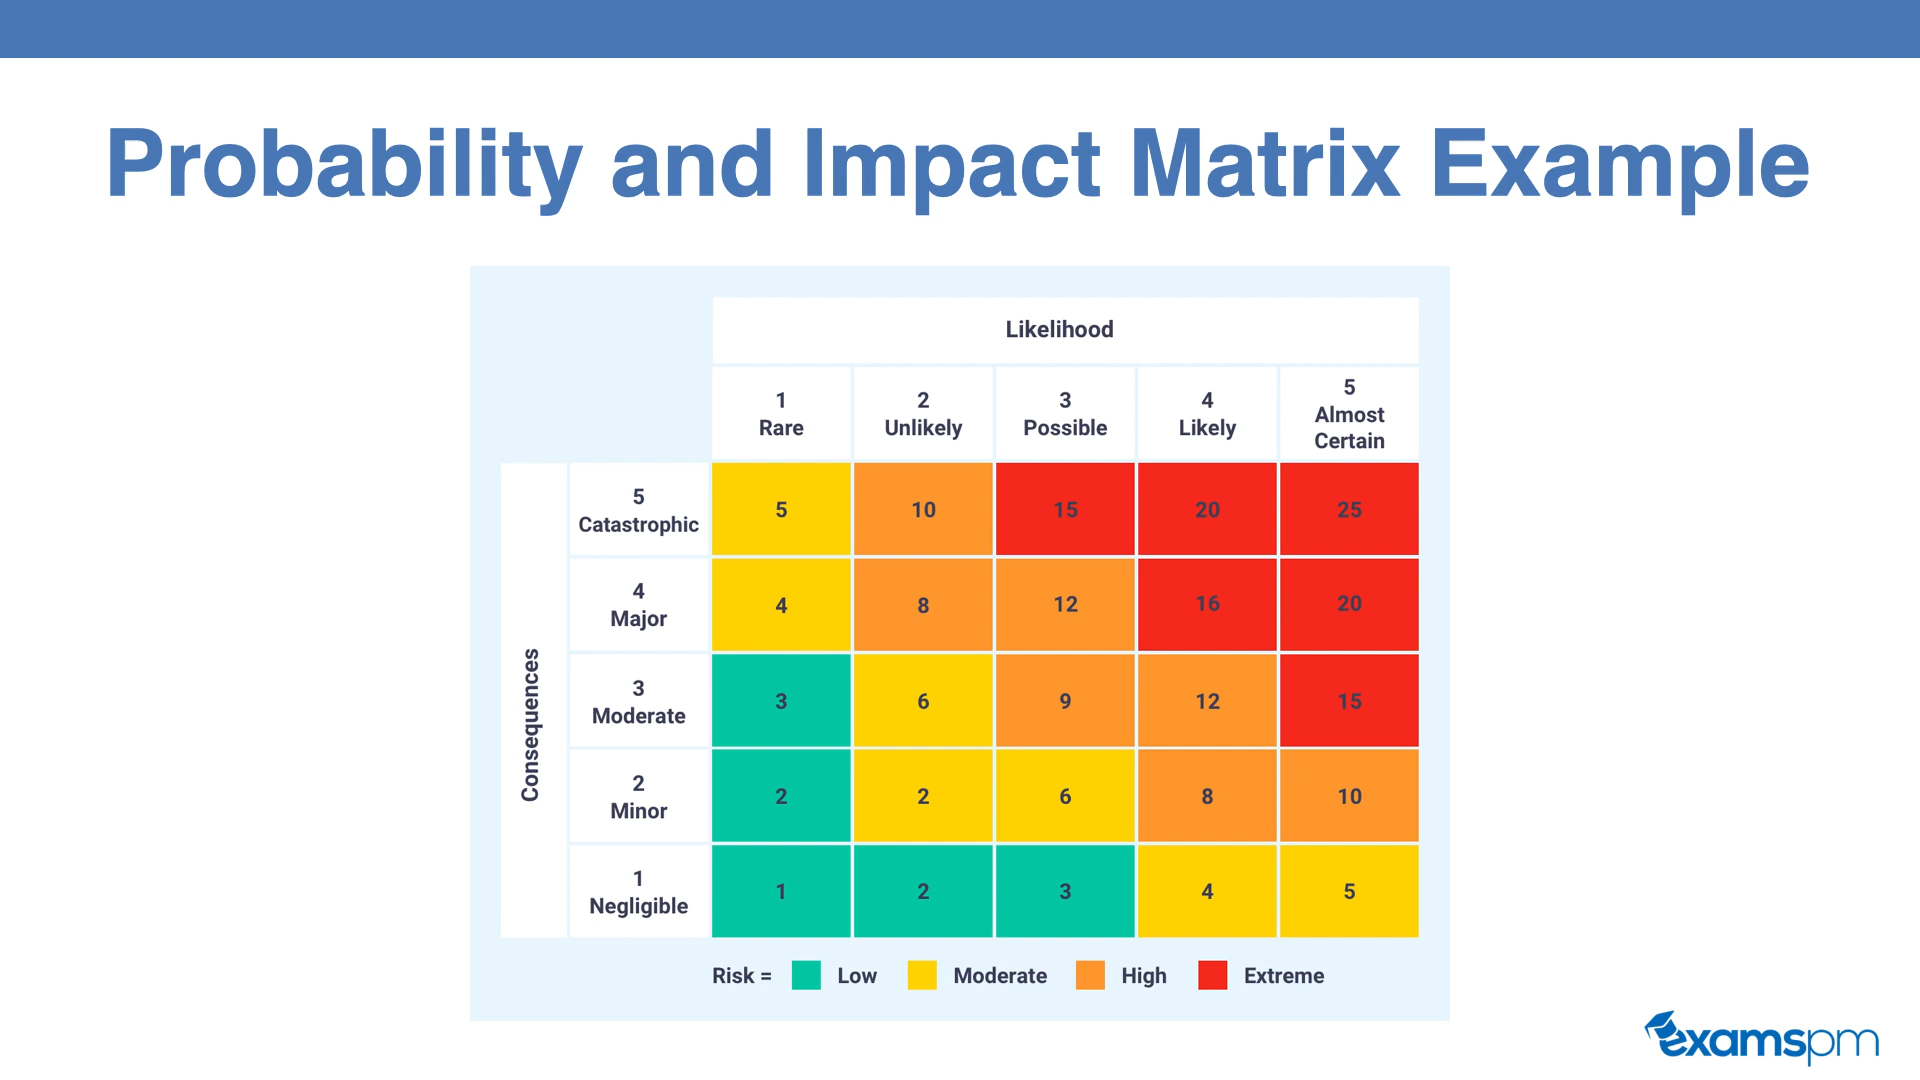 Probability and Impact Matrix Example
Likelihood
1 2 3 4 5
Rare Unlikely Possible Likely Almost Certain
Consequences
5 Catastrophic 5 10 15 20 25
4 Major 4 8 12 16 20
3 Moderate 3 6 9 12 15
2 Minor 2 2 6 8 10
1 Negligible 1 2 3 4 5
Risk = Low Moderate High Extreme
examspm